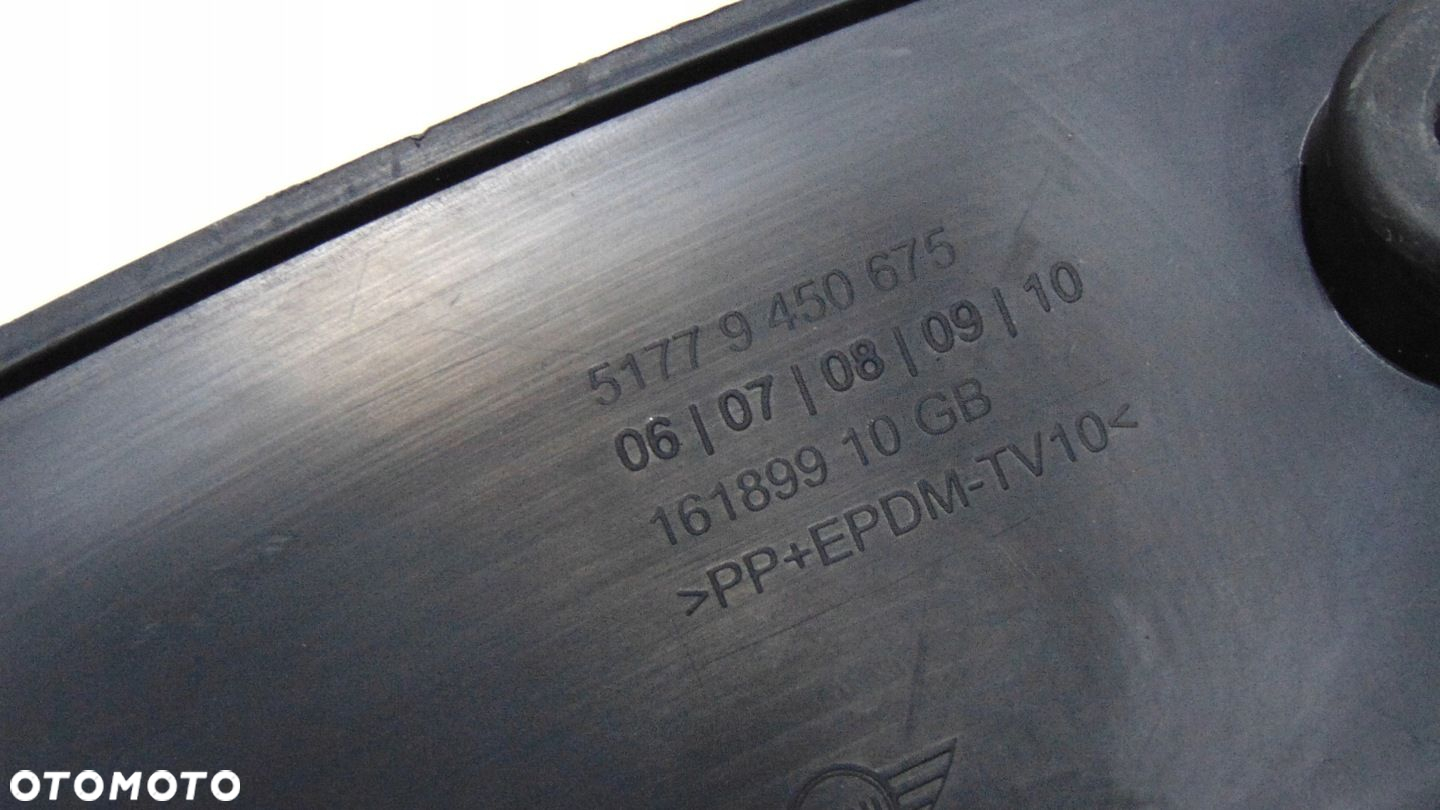 5177 9 450 675
06 | 07 | 08 | 09 | 10
161899 10 GB
>PP+EPDM-TV10<
OTOMOTO